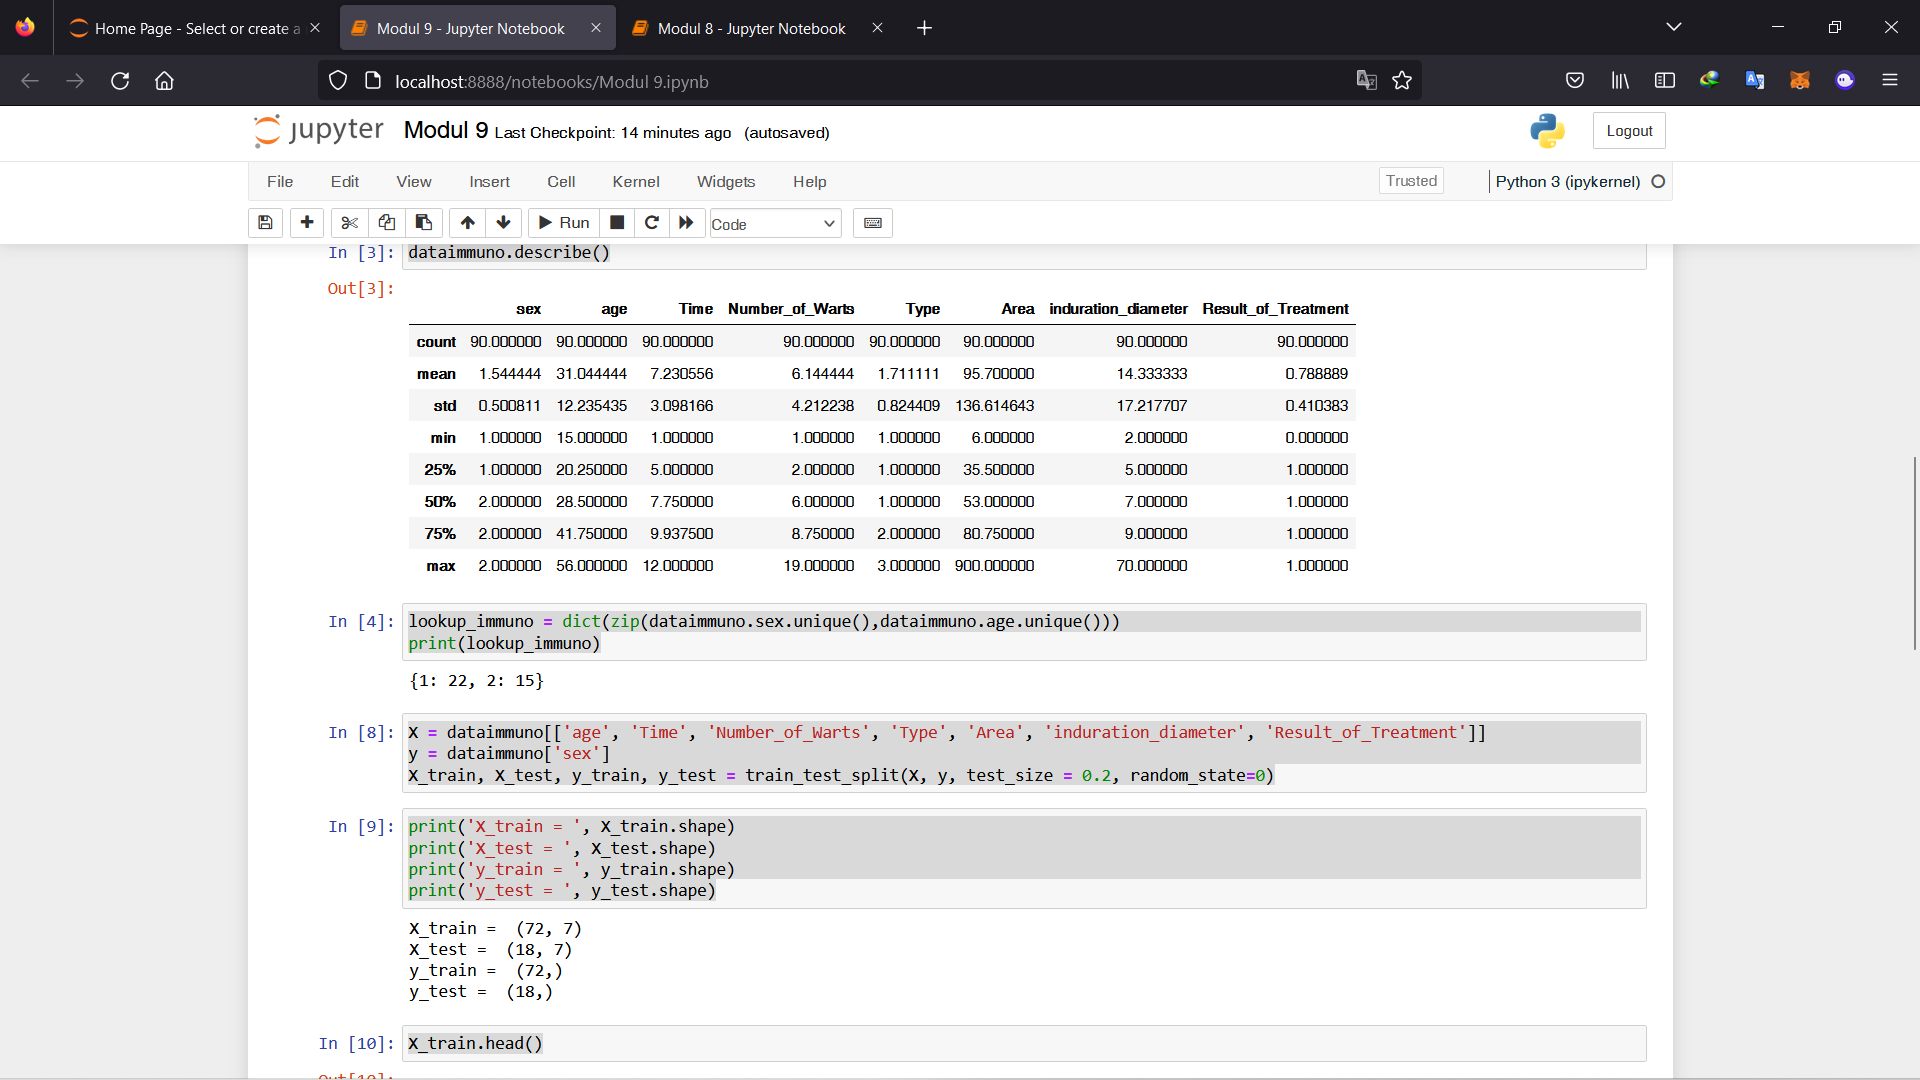 Home Page - Select or create a
Modul 9 - Jupyter Notebook
Modul 8 - Jupyter Notebook
localhost:8888/notebooks/Modul 9.ipynb
jupyter Modul 9 Last Checkpoint: 14 minutes ago (autosaved)
Logout
File Edit View Insert Cell Kernel Widgets Help
Trusted
Python 3 (ipykernel)
Run
Code
In [3]: dataimmuno.describe()
Out[3]:
sex age Time Number_of_Warts Type Area induration_diameter Result_of_Treatment
count 90.000000 90.000000 90.000000 90.000000 90.000000 90.000000 90.000000 90.000000
mean 1.544444 31.044444 7.230556 6.144444 1.711111 95.700000 14.333333 0.788889
std 0.500811 12.235435 3.098166 4.212238 0.824409 136.614643 17.217707 0.410383
min 1.000000 15.000000 1.000000 1.000000 1.000000 6.000000 2.000000 0.000000
25% 1.000000 20.250000 5.000000 2.000000 1.000000 35.500000 5.000000 1.000000
50% 2.000000 28.500000 7.750000 6.000000 1.000000 53.000000 7.000000 1.000000
75% 2.000000 41.750000 9.937500 8.750000 2.000000 80.750000 9.000000 1.000000
max 2.000000 56.000000 12.000000 19.000000 3.000000 900.000000 70.000000 1.000000
In [4]: lookup_immuno = dict(zip(dataimmuno.sex.unique(),dataimmuno.age.unique()))
print(lookup_immuno)
{1: 22, 2: 15}
In [8]: X = dataimmuno[['age', 'Time', 'Number_of_Warts', 'Type', 'Area', 'induration_diameter', 'Result_of_Treatment']]
y = dataimmuno['sex']
X_train, X_test, y_train, y_test = train_test_split(X, y, test_size = 0.2, random_state=0)
In [9]: print('X_train = ', X_train.shape)
print('X_test = ', X_test.shape)
print('y_train = ', y_train.shape)
print('y_test = ', y_test.shape)
X_train =  (72, 7)
X_test =  (18, 7)
y_train =  (72,)
y_test =  (18,)
In [10]: X_train.head()
Out[10]: